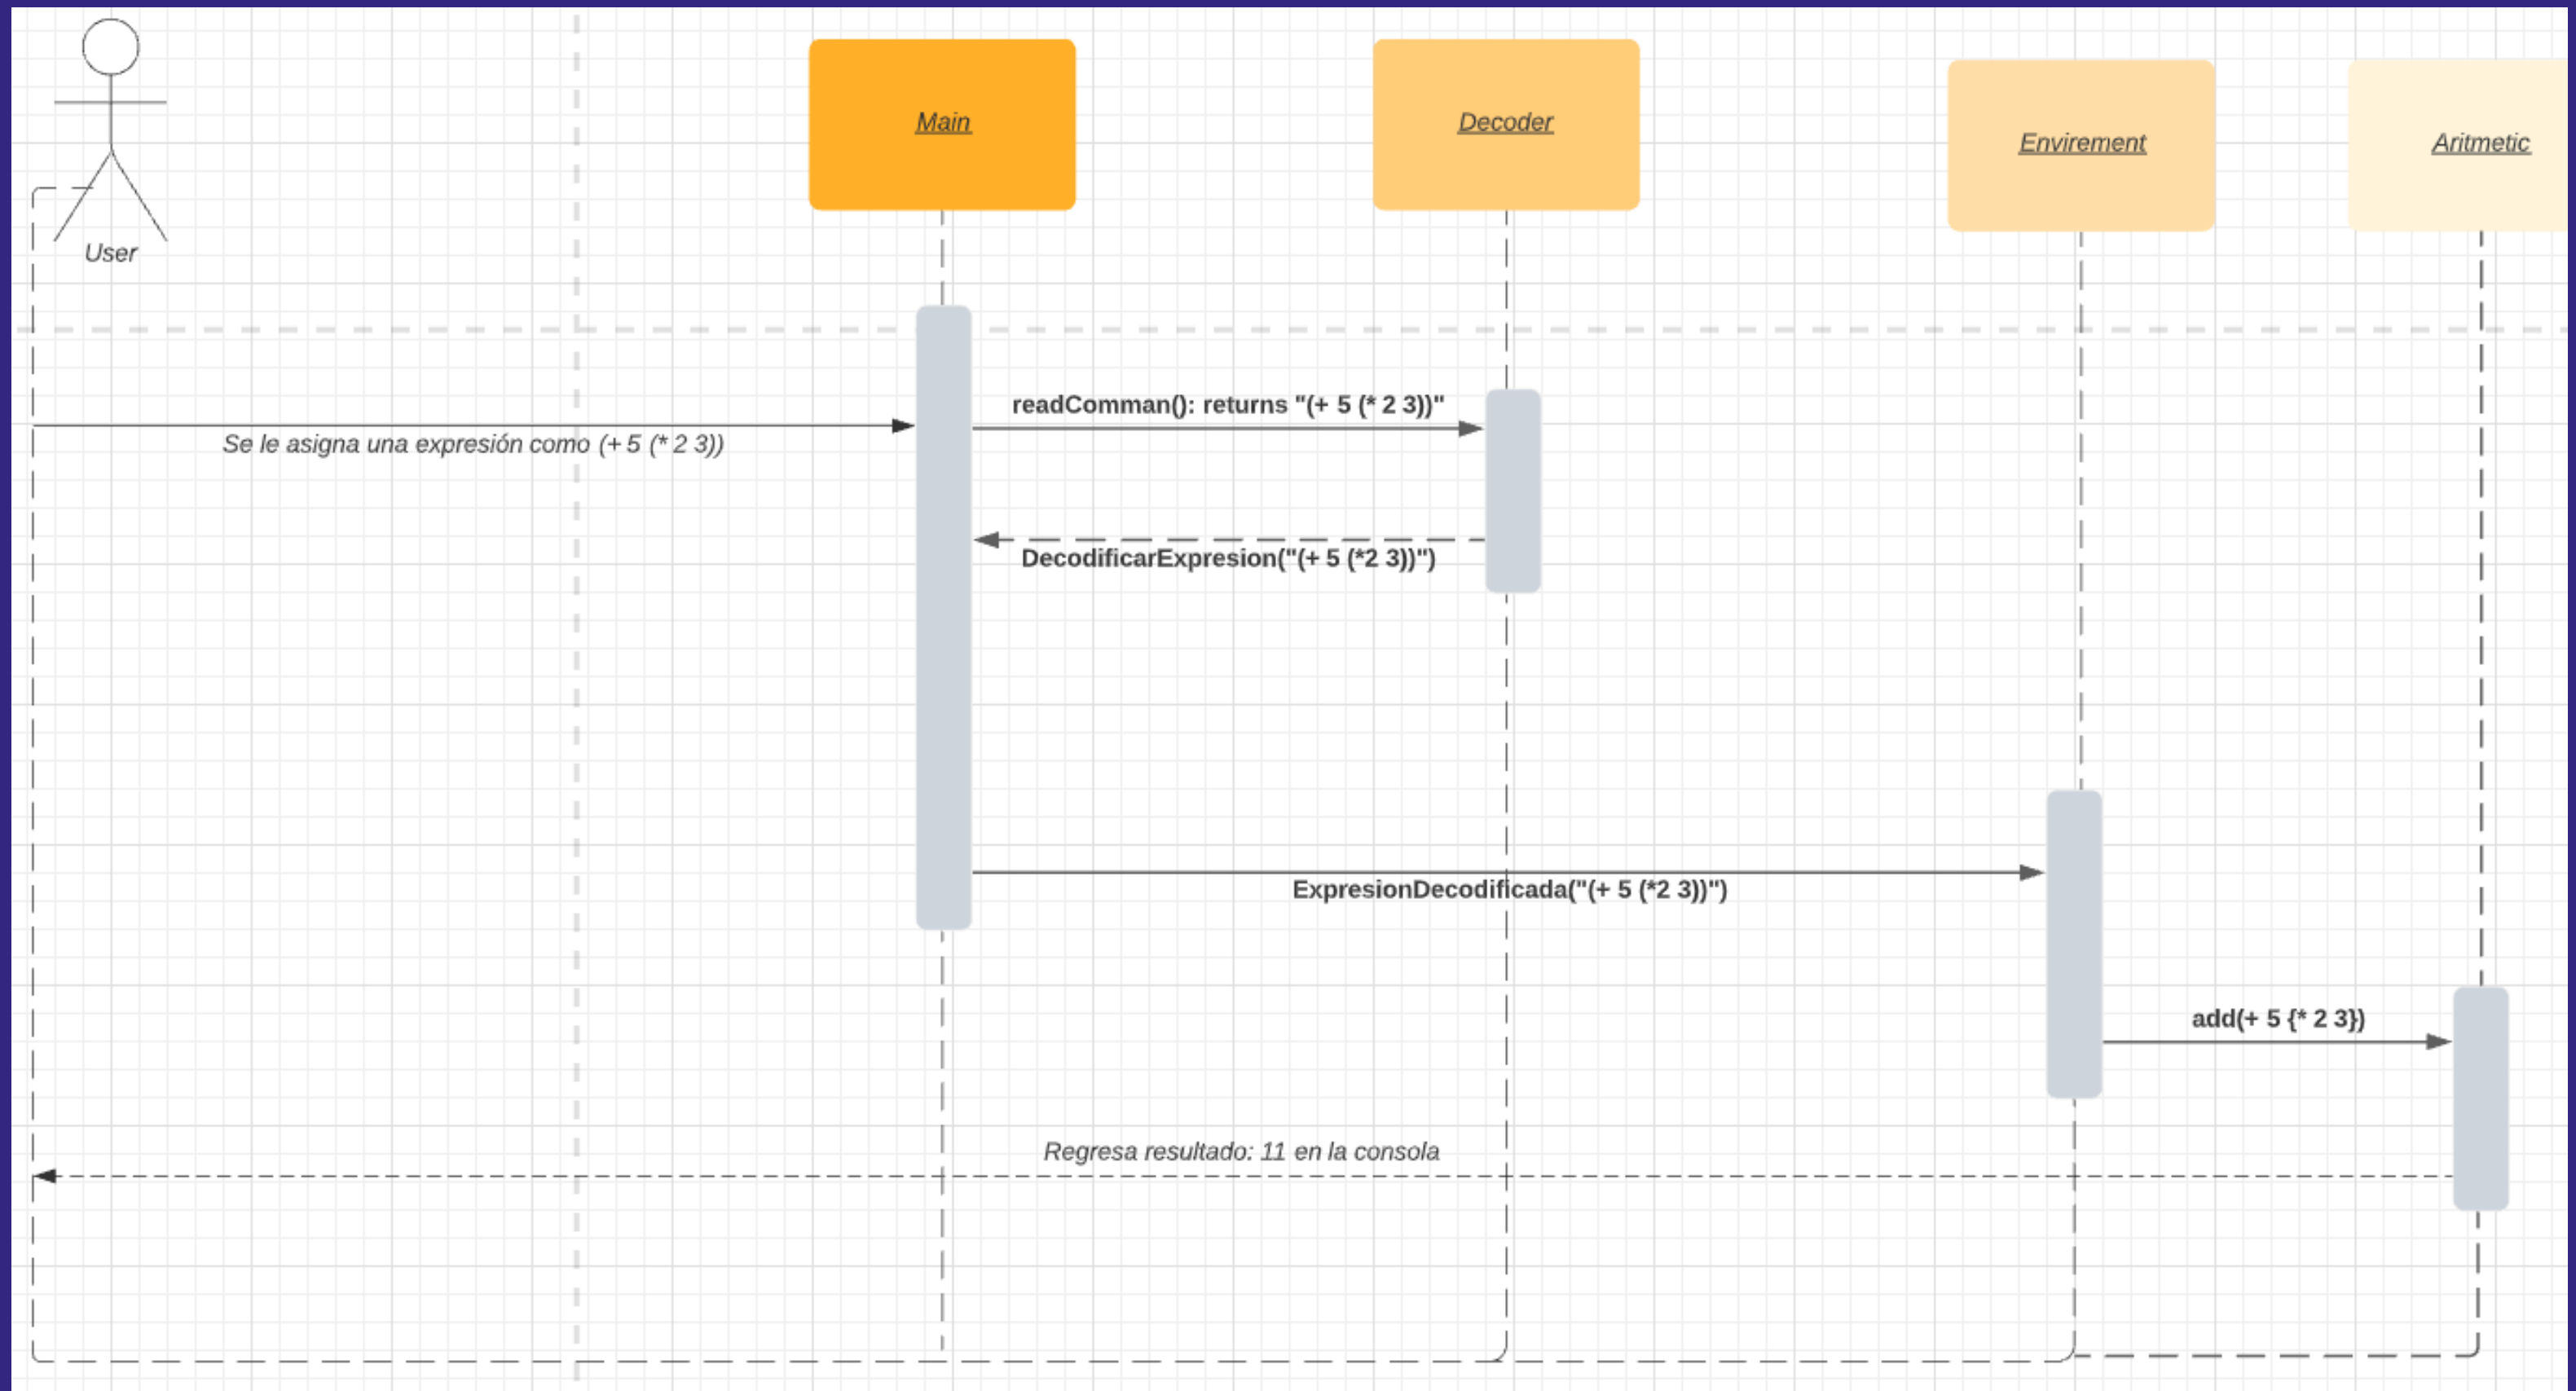 Main
Decoder
Envirement
Aritmetic
User
readComman(): returns "(+ 5 (* 2 3))"
Se le asigna una expresión como (+ 5 (* 2 3))
DecodificarExpresion("(+ 5 (*2 3))")
ExpresionDecodificada("(+ 5 (*2 3))")
add(+ 5 {* 2 3})
Regresa resultado: 11 en la consola